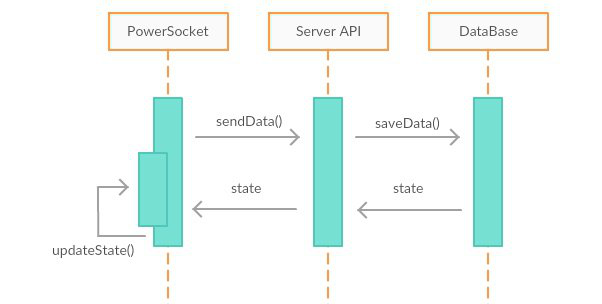 PowerSocket
Server API
DataBase
sendData()
saveData()
state
state
updateState()